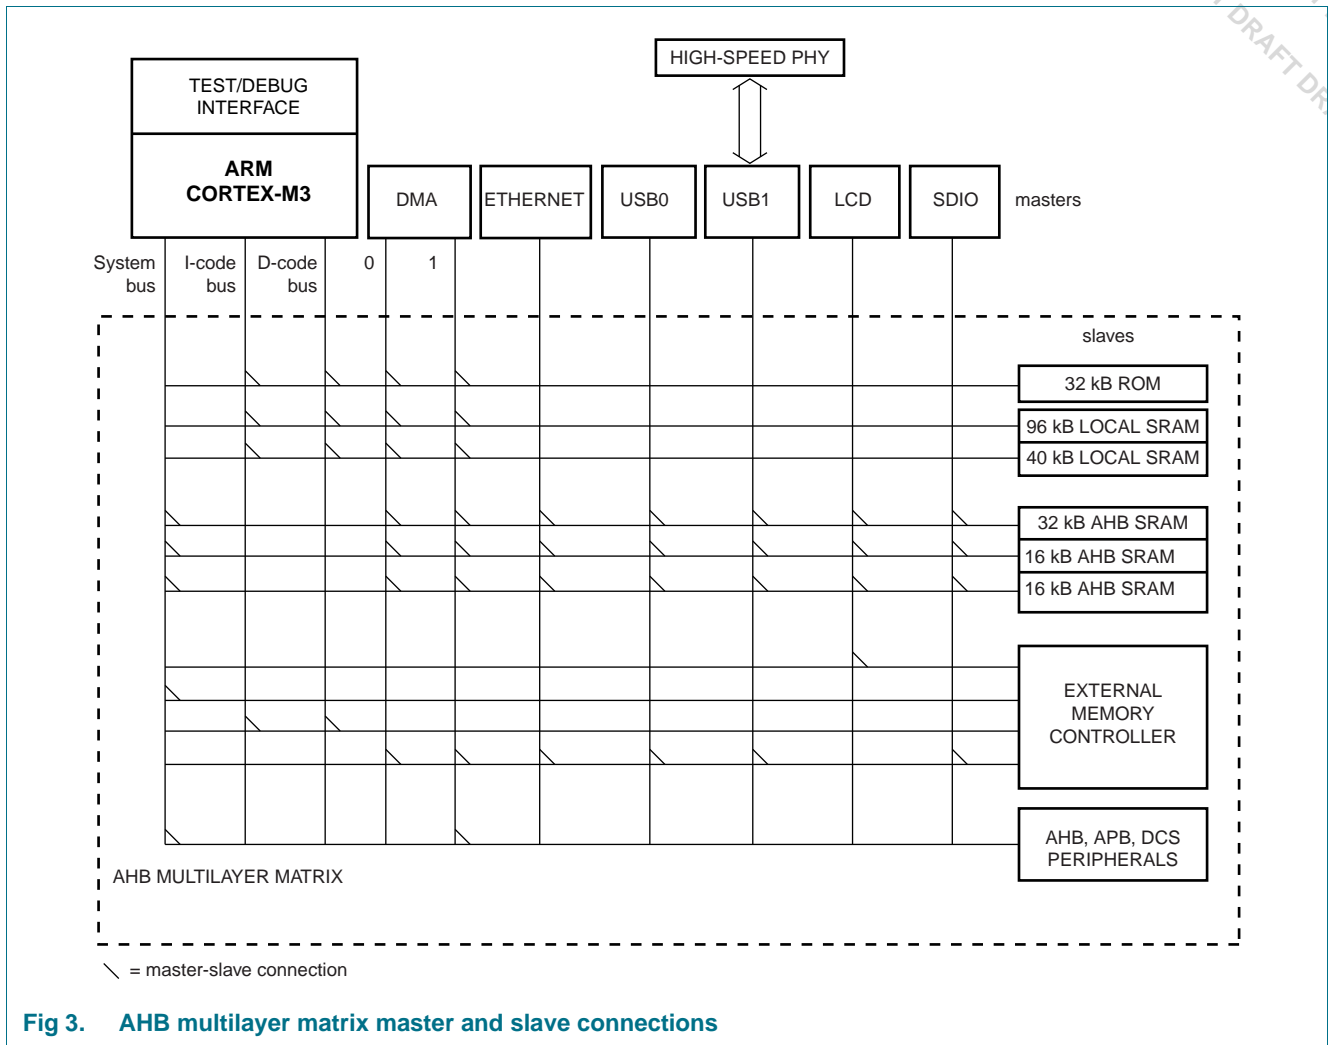 DRAFT DRAFT DRA
TEST/DEBUG
INTERFACE
HIGH-SPEED PHY
ARM
CORTEX-M3
DMA
ETHERNET
USB0
USB1
LCD
SDIO
masters
System
bus
I-code
bus
D-code
bus
0
1
slaves
32 kB ROM
96 kB LOCAL SRAM
40 kB LOCAL SRAM
32 kB AHB SRAM
16 kB AHB SRAM
16 kB AHB SRAM
EXTERNAL
MEMORY
CONTROLLER
AHB, APB, DCS
PERIPHERALS
AHB MULTILAYER MATRIX
= master-slave connection
Fig 3. AHB multilayer matrix master and slave connections